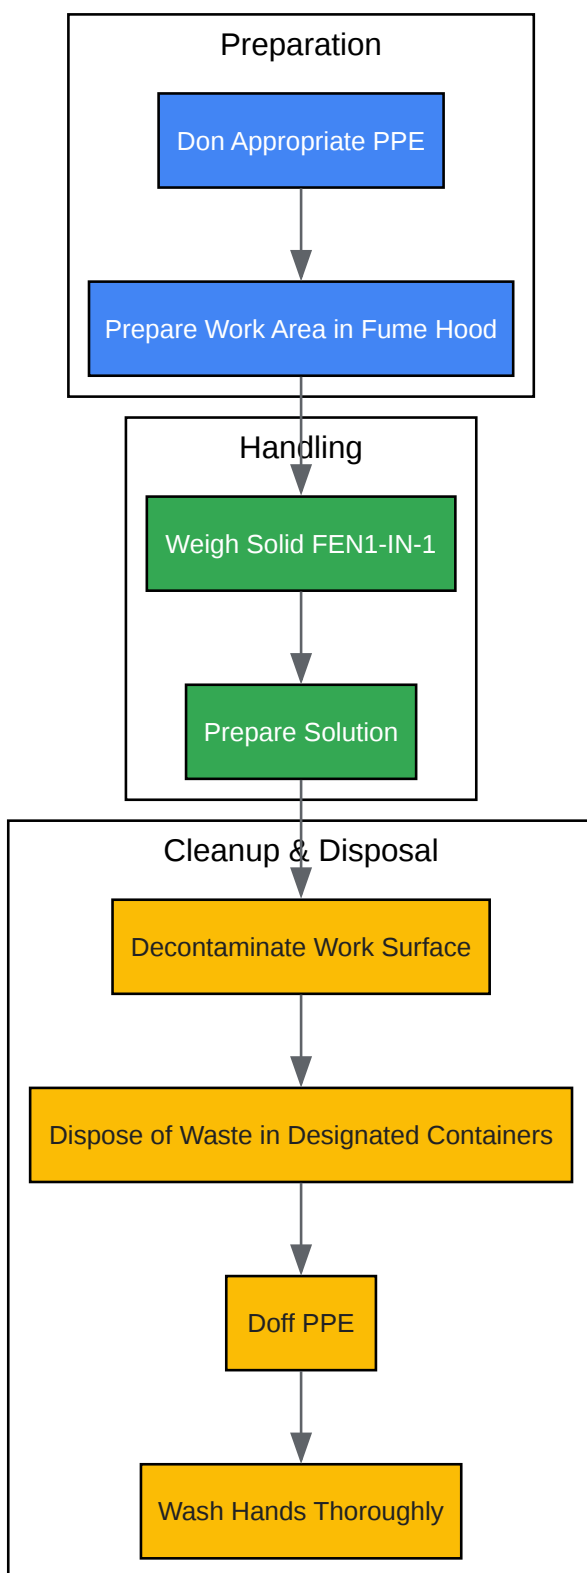 Preparation
Don Appropriate PPE
Prepare Work Area in Fume Hood
Handling
Weigh Solid FEN1-IN-1
Prepare Solution
Cleanup & Disposal
Decontaminate Work Surface
Dispose of Waste in Designated Containers
Doff PPE
Wash Hands Thoroughly